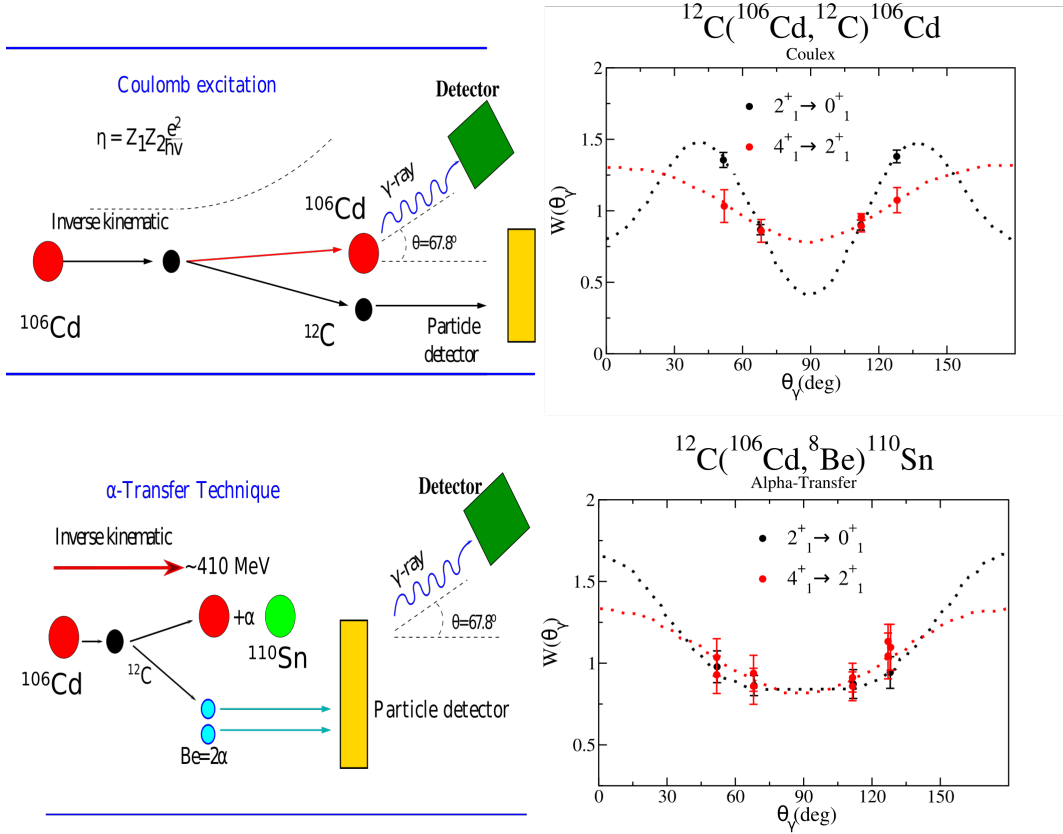 Coulomb excitation
η = Z₁Z₂e²/ħv
Detector
γ-ray
Inverse kinematic
¹⁰⁶Cd
θ=67.8⁰
¹⁰⁶Cd
¹²C
Particle
detector
¹²C(¹⁰⁶Cd,¹²C)¹⁰⁶Cd
Coulex
2⁺₁→0⁺₁
4⁺₁→2⁺₁
W(θᵧ)
2
1.5
1
0.5
0
0 30 60 90 120 150
θᵧ(deg)
α-Transfer Technique
Inverse kinematic
~410 MeV
Detector
γ-ray
θ=67.8⁰
+α
¹¹⁰Sn
¹⁰⁶Cd
¹²C
Particle detector
Be=2α
¹²C(¹⁰⁶Cd,⁸Be)¹¹⁰Sn
Alpha-Transfer
2⁺₁→0⁺₁
4⁺₁→2⁺₁
W(θᵧ)
2
1.5
1
0.5
0 30 60 90 120 150
θᵧ(deg)